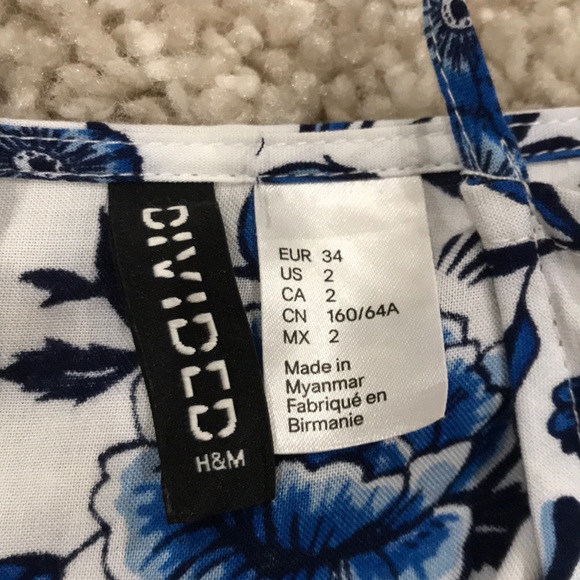 DIVIDED
H&M
EUR 34
US 2
CA 2
CN 160/64A
MX 2
Made in
Myanmar
Fabriqué en
Birmanie